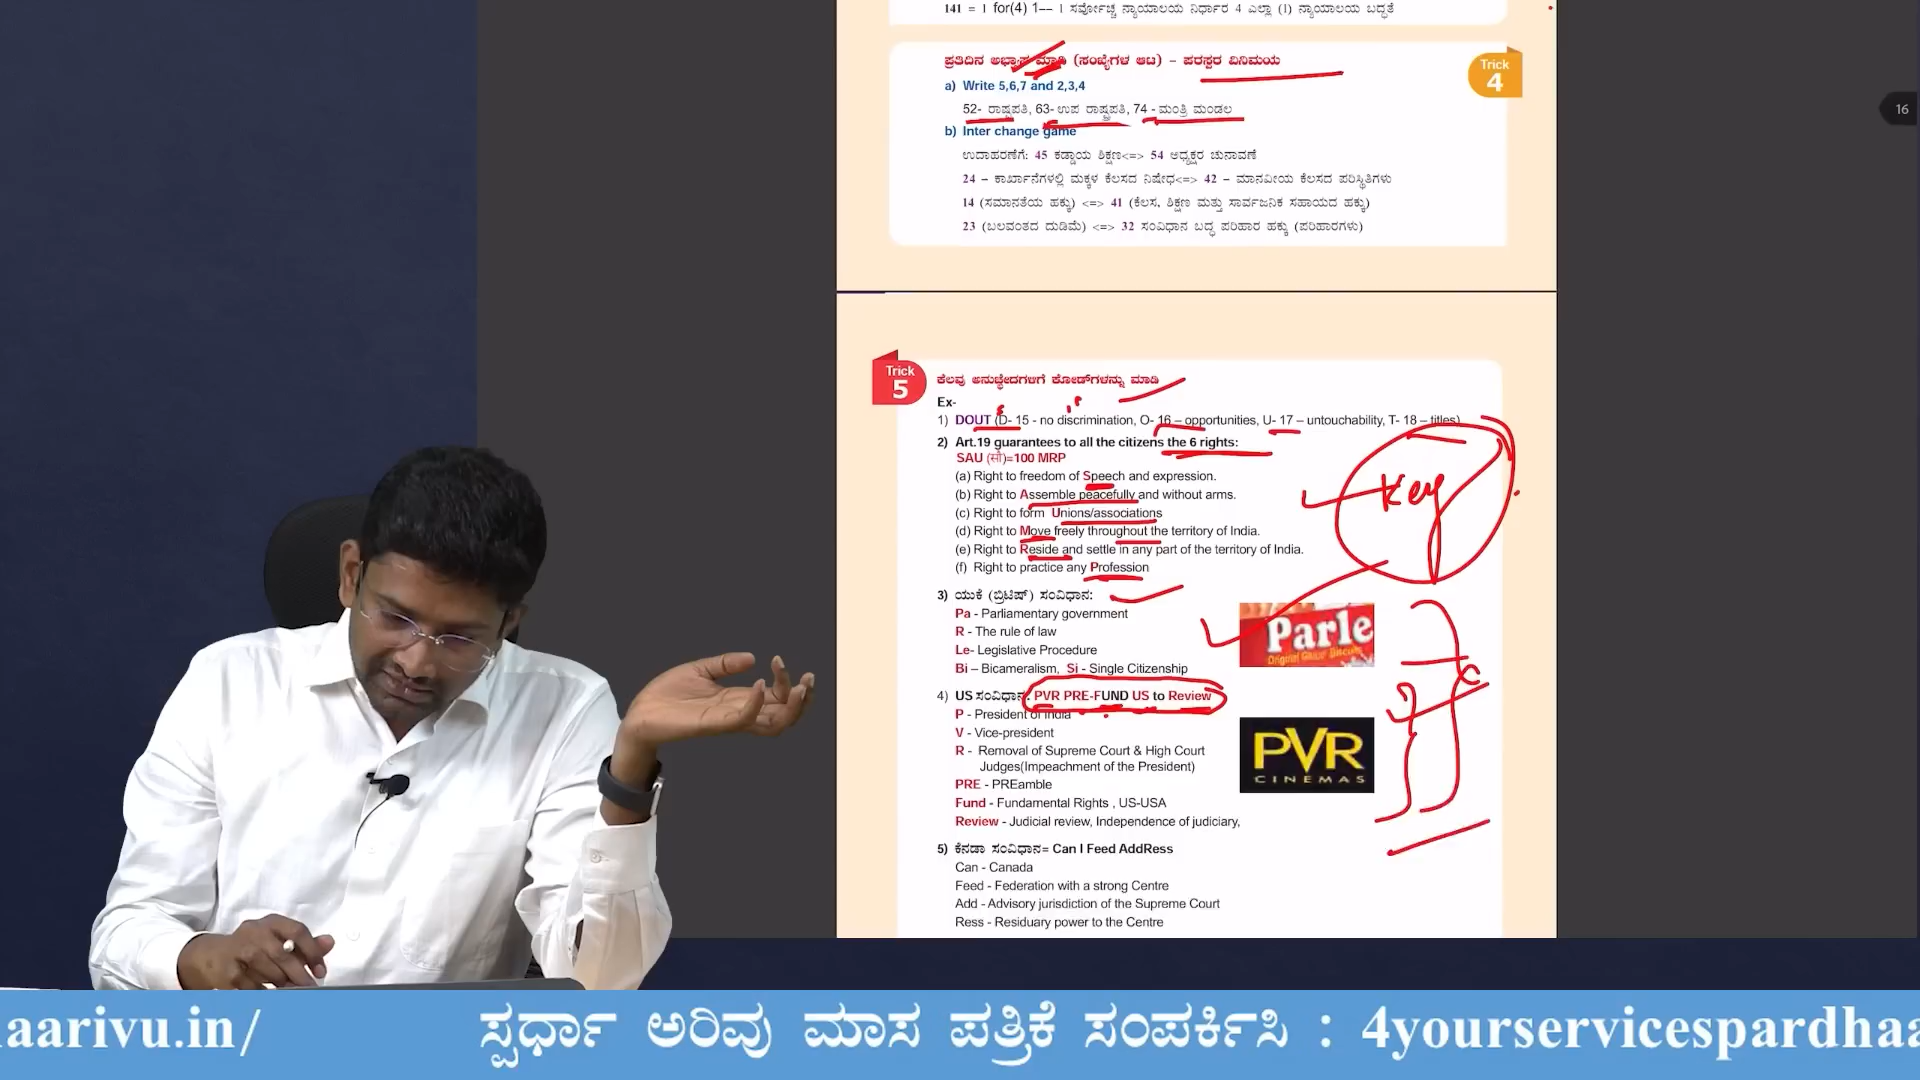 141 = 1 for(4) 1-- 1 ಸರ್ವೋಚ್ಚ ನ್ಯಾಯಾಲಯ ನಿರ್ಧಾರ 4 ಎಲ್ಲಾ (1) ನ್ಯಾಯಾಲಯ ಬದ್ಧತೆ
ಪ್ರತಿದಿನ ಅಭ್ಯಾಸ ಮಾಡಿ (ಸಂಖ್ಯೆಗಳ ಆಟ) – ಪರಸ್ಪರ ವಿನಿಮಯ
Trick
4
16
a) Write 5,6,7 and 2,3,4
52- ರಾಷ್ಟ್ರಪತಿ, 63- ಉಪ ರಾಷ್ಟ್ರಪತಿ, 74 - ಮಂತ್ರಿ ಮಂಡಲ
b) Inter change game
ಉದಾಹರಣೆಗೆ: 45 ಕಡ್ಡಾಯ ಶಿಕ್ಷಣ<=> 54 ಅಧ್ಯಕ್ಷರ ಚುನಾವಣೆ
24 – ಕಾರ್ಖಾನೆಗಳಲ್ಲಿ ಮಕ್ಕಳ ಕೆಲಸದ ನಿಷೇಧ<=> 42 – ಮಾನವೀಯ ಕೆಲಸದ ಪರಿಸ್ಥಿತಿಗಳು
14 (ಸಮಾನತೆಯ ಹಕ್ಕು) <=> 41 (ಕೆಲಸ, ಶಿಕ್ಷಣ ಮತ್ತು ಸಾರ್ವಜನಿಕ ಸಹಾಯದ ಹಕ್ಕು)
23 (ಬಲವಂತದ ದುಡಿಮೆ) <=> 32 ಸಂವಿಧಾನ ಬದ್ಧ ಪರಿಹಾರ ಹಕ್ಕು (ಪರಿಹಾರಗಳು)
Trick
5
ಕೆಲವು ಅನುಚ್ಛೇದಗಳಿಗೆ ಕೋಡ್‌ಗಳನ್ನು ಮಾಡಿ
Ex-
1) DOUT (D- 15 - no discrimination, O- 16 – opportunities, U- 17 – untouchability, T- 18 – titles)
2) Art.19 guarantees to all the citizens the 6 rights:
SAU (सौ)=100 MRP
(a) Right to freedom of Speech and expression.
(b) Right to Assemble peacefully and without arms.
(c) Right to form Unions/associations
(d) Right to Move freely throughout the territory of India.
(e) Right to Reside and settle in any part of the territory of India.
(f) Right to practice any Profession
Key
3) ಯುಕೆ (ಬ್ರಿಟಿಷ್) ಸಂವಿಧಾನ:
Pa - Parliamentary government
R - The rule of law
Le- Legislative Procedure
Bi – Bicameralism, Si - Single Citizenship
Parle
Original Gluco Biscuits
4) US ಸಂವಿಧಾನ: PVR PRE-FUND US to Review
P - President of India
V - Vice-president
R - Removal of Supreme Court & High Court
Judges(Impeachment of the President)
PRE - PREamble
Fund - Fundamental Rights , US-USA
Review - Judicial review, Independence of judiciary,
PVR
CINEMAS
5) ಕೆನಡಾ ಸಂವಿಧಾನ= Can I Feed AddRess
Can - Canada
Feed - Federation with a strong Centre
Add - Advisory jurisdiction of the Supreme Court
Ress - Residuary power to the Centre
aarivu.in/ ಸ್ಪರ್ಧಾ ಅರಿವು ಮಾಸ ಪತ್ರಿಕೆ ಸಂಪರ್ಕಿಸಿ : 4yourservicespardhaa